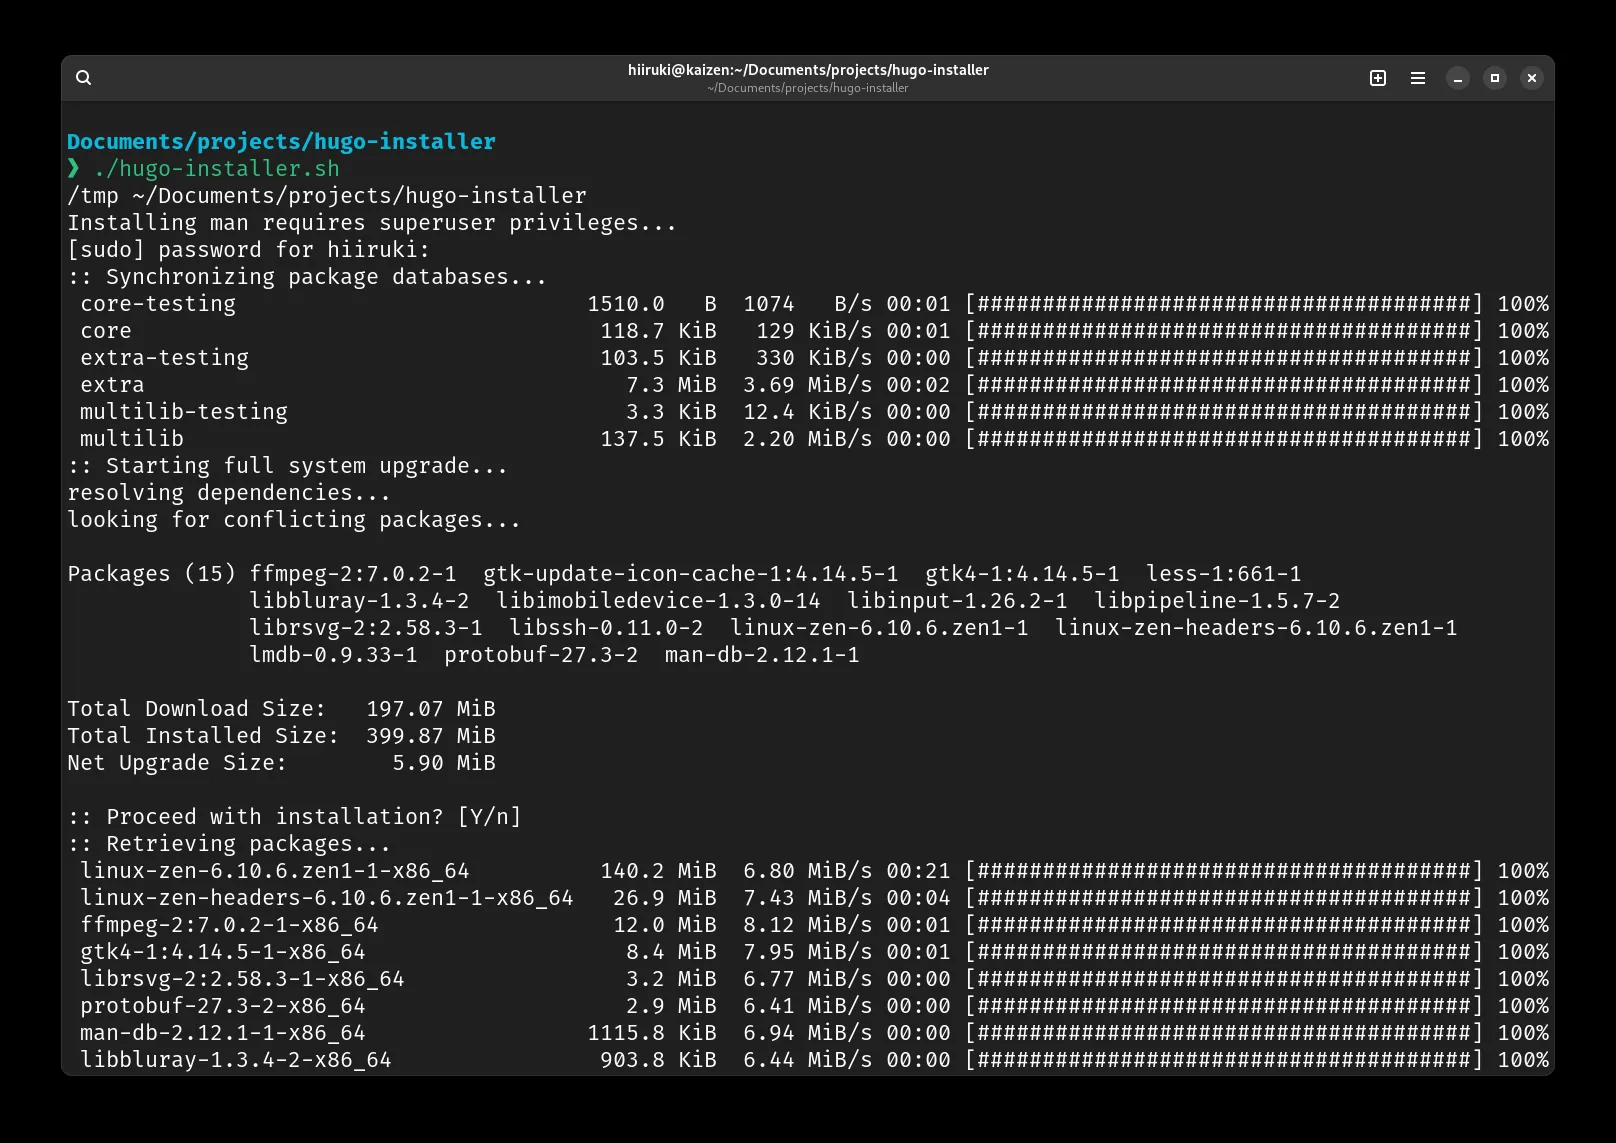 hiiruki@kaizen:~/Documents/projects/hugo-installer
~/Documents/projects/hugo-installer
Documents/projects/hugo-installer
❯ ./hugo-installer.sh
/tmp ~/Documents/projects/hugo-installer
Installing man requires superuser privileges...
[sudo] password for hiiruki:
:: Synchronizing package databases...
core-testing 1510.0 B 1074 B/s 00:01 [######################################] 100%
core 118.7 KiB 129 KiB/s 00:01 [######################################] 100%
extra-testing 103.5 KiB 330 KiB/s 00:00 [######################################] 100%
extra 7.3 MiB 3.69 MiB/s 00:02 [######################################] 100%
multilib-testing 3.3 KiB 12.4 KiB/s 00:00 [######################################] 100%
multilib 137.5 KiB 2.20 MiB/s 00:00 [######################################] 100%
:: Starting full system upgrade...
resolving dependencies...
looking for conflicting packages...
Packages (15) ffmpeg-2:7.0.2-1 gtk-update-icon-cache-1:4.14.5-1 gtk4-1:4.14.5-1 less-1:661-1
libbluray-1.3.4-2 libimobiledevice-1.3.0-14 libinput-1.26.2-1 libpipeline-1.5.7-2
librsvg-2:2.58.3-1 libssh-0.11.0-2 linux-zen-6.10.6.zen1-1 linux-zen-headers-6.10.6.zen1-1
lmdb-0.9.33-1 protobuf-27.3-2 man-db-2.12.1-1
Total Download Size: 197.07 MiB
Total Installed Size: 399.87 MiB
Net Upgrade Size: 5.90 MiB
:: Proceed with installation? [Y/n]
:: Retrieving packages...
linux-zen-6.10.6.zen1-1-x86_64 140.2 MiB 6.80 MiB/s 00:21 [######################################] 100%
linux-zen-headers-6.10.6.zen1-1-x86_64 26.9 MiB 7.43 MiB/s 00:04 [######################################] 100%
ffmpeg-2:7.0.2-1-x86_64 12.0 MiB 8.12 MiB/s 00:01 [######################################] 100%
gtk4-1:4.14.5-1-x86_64 8.4 MiB 7.95 MiB/s 00:01 [######################################] 100%
librsvg-2:2.58.3-1-x86_64 3.2 MiB 6.77 MiB/s 00:00 [######################################] 100%
protobuf-27.3-2-x86_64 2.9 MiB 6.41 MiB/s 00:00 [######################################] 100%
man-db-2.12.1-1-x86_64 1115.8 KiB 6.94 MiB/s 00:00 [######################################] 100%
libbluray-1.3.4-2-x86_64 903.8 KiB 6.44 MiB/s 00:00 [######################################] 100%